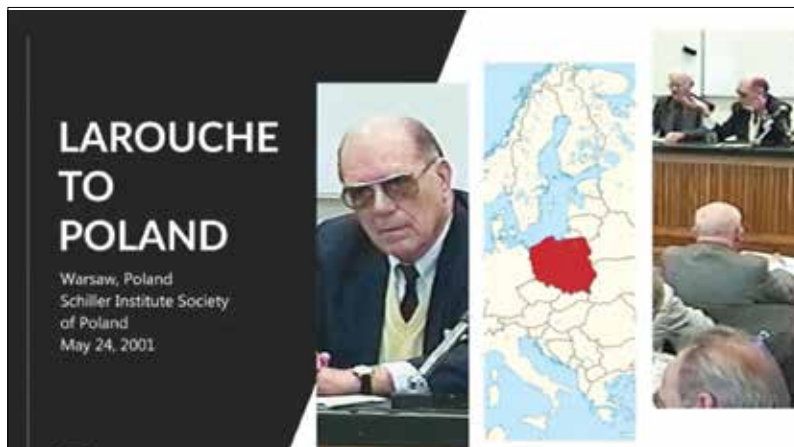 LAROUCHE
TO
POLAND
Warsaw, Poland
Schiller Institute Society
of Poland
May 24, 2001